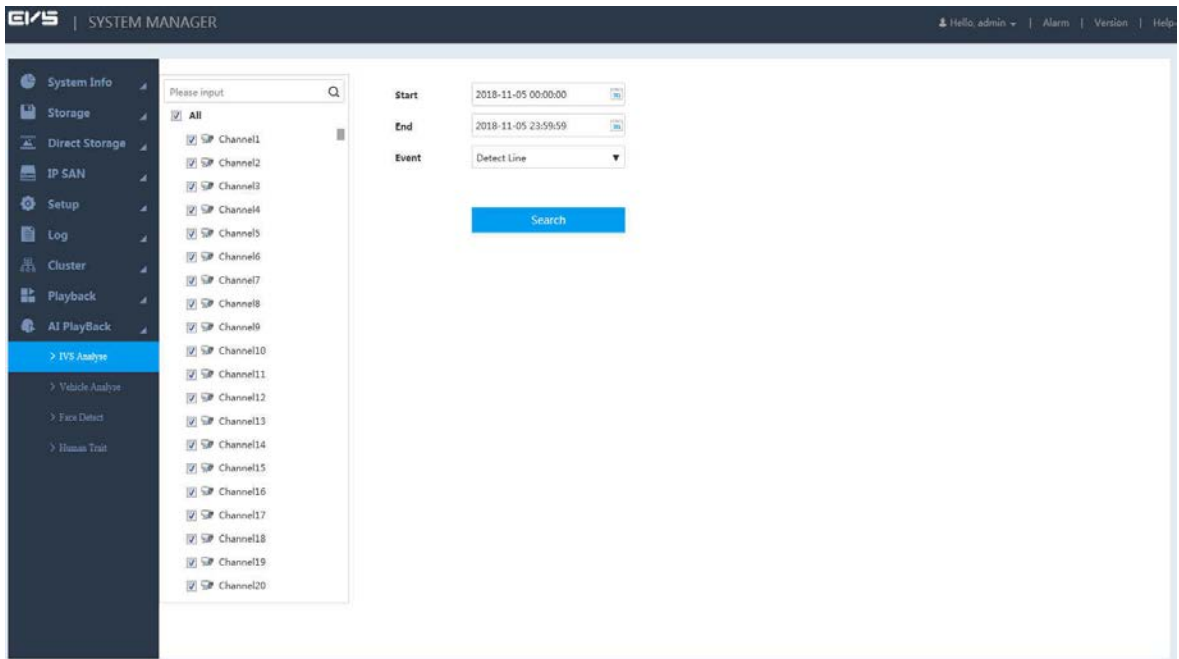 EVS | SYSTEM MANAGER
Hello, admin | Alarm | Version | Help
System Info
Storage
Direct Storage
IP SAN
Setup
Log
Cluster
Playback
AI PlayBack
> IVS Analyse
> Vehicle Analyse
> Face Detect
> Human Trait
Please input
All
Channel1
Channel2
Channel3
Channel4
Channel5
Channel6
Channel7
Channel8
Channel9
Channel10
Channel11
Channel12
Channel13
Channel14
Channel15
Channel16
Channel17
Channel18
Channel19
Channel20
Start 2018-11-05 00:00:00
End 2018-11-05 23:59:59
Event Detect Line
Search